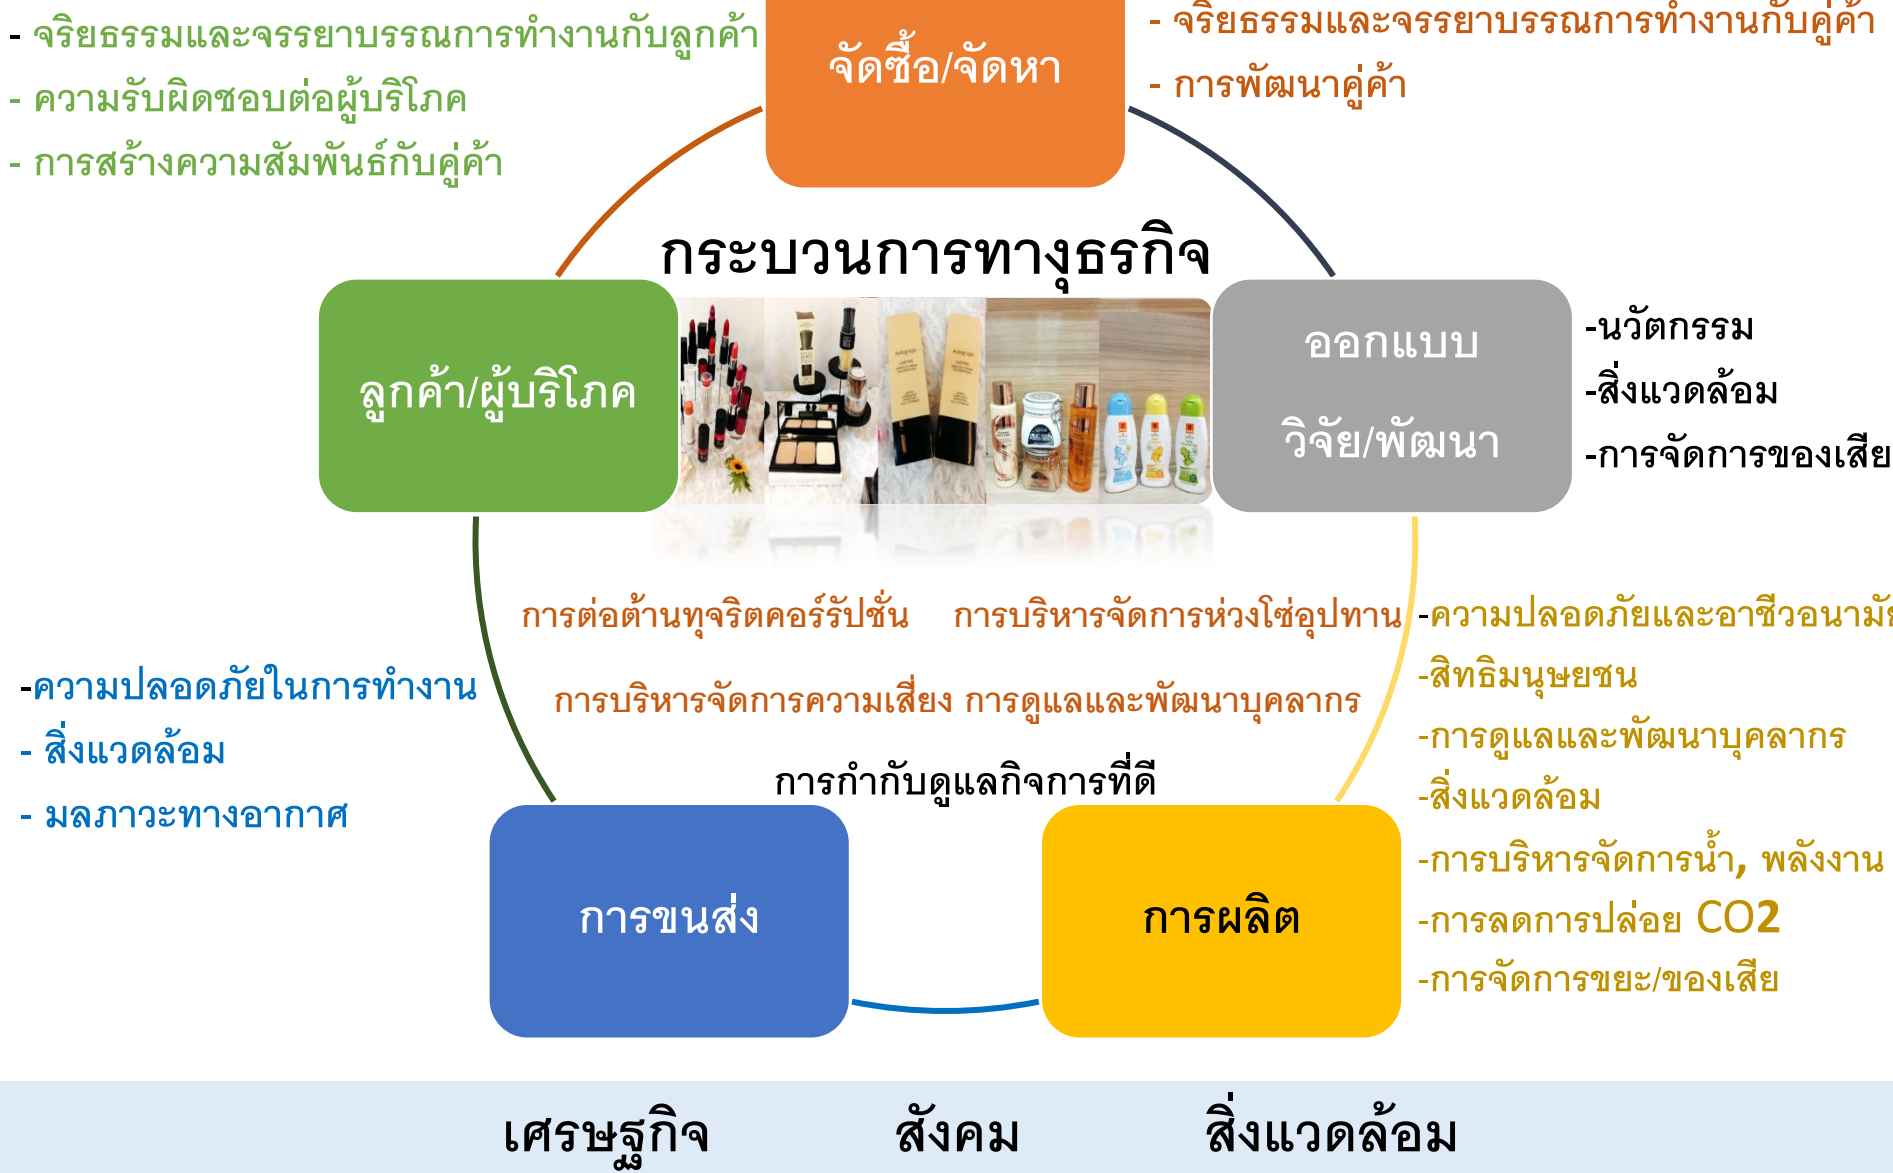 - จริยธรรมและจรรยาบรรณการทำงานกับลูกค้า
- ความรับผิดชอบต่อผู้บริโภค
- การสร้างความสัมพันธ์กับคู่ค้า
จัดซื้อ/จัดหา
- จริยธรรมและจรรยาบรรณการทำงานกับคู่ค้า
- การพัฒนาคู่ค้า
กระบวนการทางุธรกิจ
ลูกค้า/ผู้บริโภค
ออกแบบ
วิจัย/พัฒนา
-นวัตกรรม
-สิ่งแวดล้อม
-การจัดการของเสีย
การต่อต้านทุจริตคอร์รัปชั่น การบริหารจัดการห่วงโซ่อุปทาน
การบริหารจัดการความเสี่ยง การดูแลและพัฒนาบุคลากร
การกำกับดูแลกิจการที่ดี
-ความปลอดภัยในการทำงาน
- สิ่งแวดล้อม
- มลภาวะทางอากาศ
-ความปลอดภัยและอาชีวอนามัย
-สิทธิมนุษยชน
-การดูแลและพัฒนาบุคลากร
-สิ่งแวดล้อม
-การบริหารจัดการน้ำ, พลังงาน
-การลดการปล่อย CO2
-การจัดการขยะ/ของเสีย
การขนส่ง
การผลิต
เศรษฐกิจ สังคม สิ่งแวดล้อม